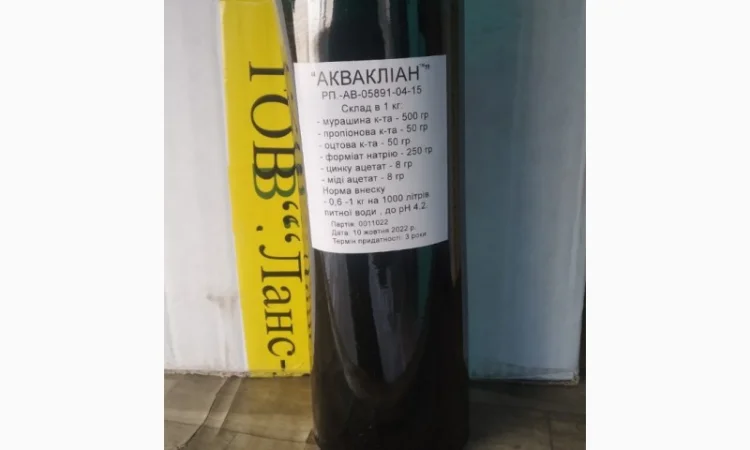 "АКВАКЛІАН™"
РП.-АВ-05891-04-15
Склад в 1 кг:
- мурашина к-та - 500 гр
- пропіонова к-та - 50 гр
- оцтова к-та - 50 гр
- форміат натрію - 250 гр
- цинку ацетат - 8 гр
- міді ацетат - 8 гр
Норма внеску
- 0,6 -1 кг на 1000 літрів
питної води , до рН 4.2.
Партія: 0011022
Дата: 10 жовтня 2022 р.
Термін придатності: 3 роки
ТОВ "Ланс-